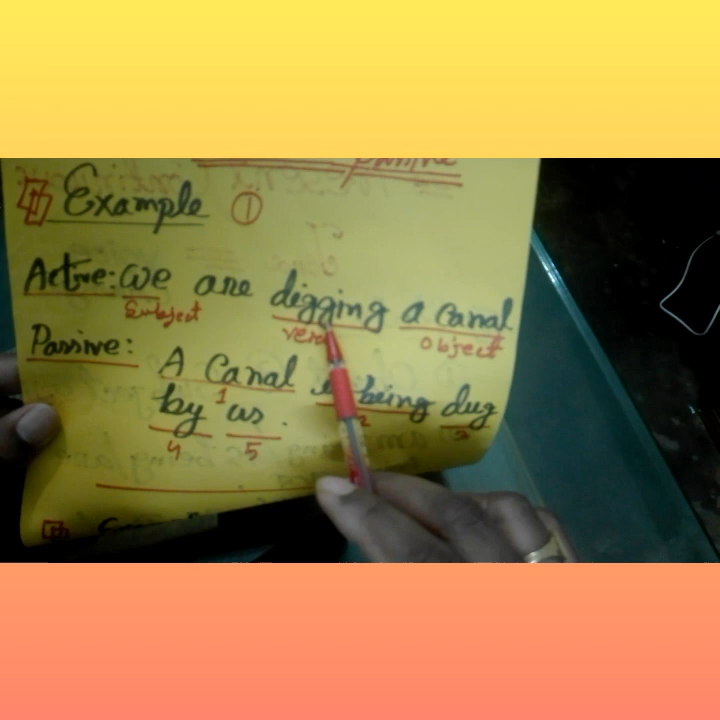 Example ①
Active: we are digging a canal
Subject verb Object
Passive: A Canal is being dug
1 2 3
by us.
4 5